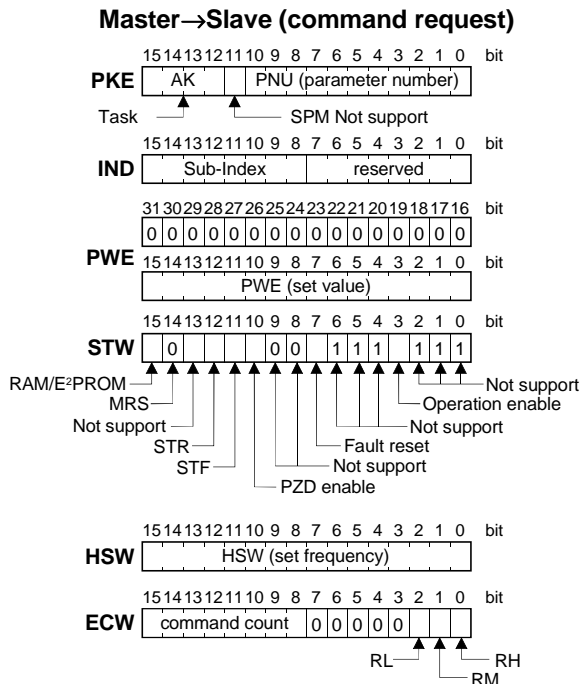 Master→Slave (command request)
15 14 13 12 11 10 9 8 7 6 5 4 3 2 1 0 bit
PKE AK PNU (parameter number)
Task SPM Not support
15 14 13 12 11 10 9 8 7 6 5 4 3 2 1 0 bit
IND Sub-Index reserved
31 30 29 28 27 26 25 24 23 22 21 20 19 18 17 16
0 0 0 0 0 0 0 0 0 0 0 0 0 0 0 0
PWE
15 14 13 12 11 10 9 8 7 6 5 4 3 2 1 0
PWE (set value)
15 14 13 12 11 10 9 8 7 6 5 4 3 2 1 0 bit
STW 0 0 0 1 1 1 1 1 1
RAM/E²PROM Not support
MRS Operation enable
Not support Not support
STR Fault reset
STF Not support
PZD enable
15 14 13 12 11 10 9 8 7 6 5 4 3 2 1 0 bit
HSW HSW (set frequency)
15 14 13 12 11 10 9 8 7 6 5 4 3 2 1 0 bit
ECW command count 0 0 0 0 0
RL RH
RM